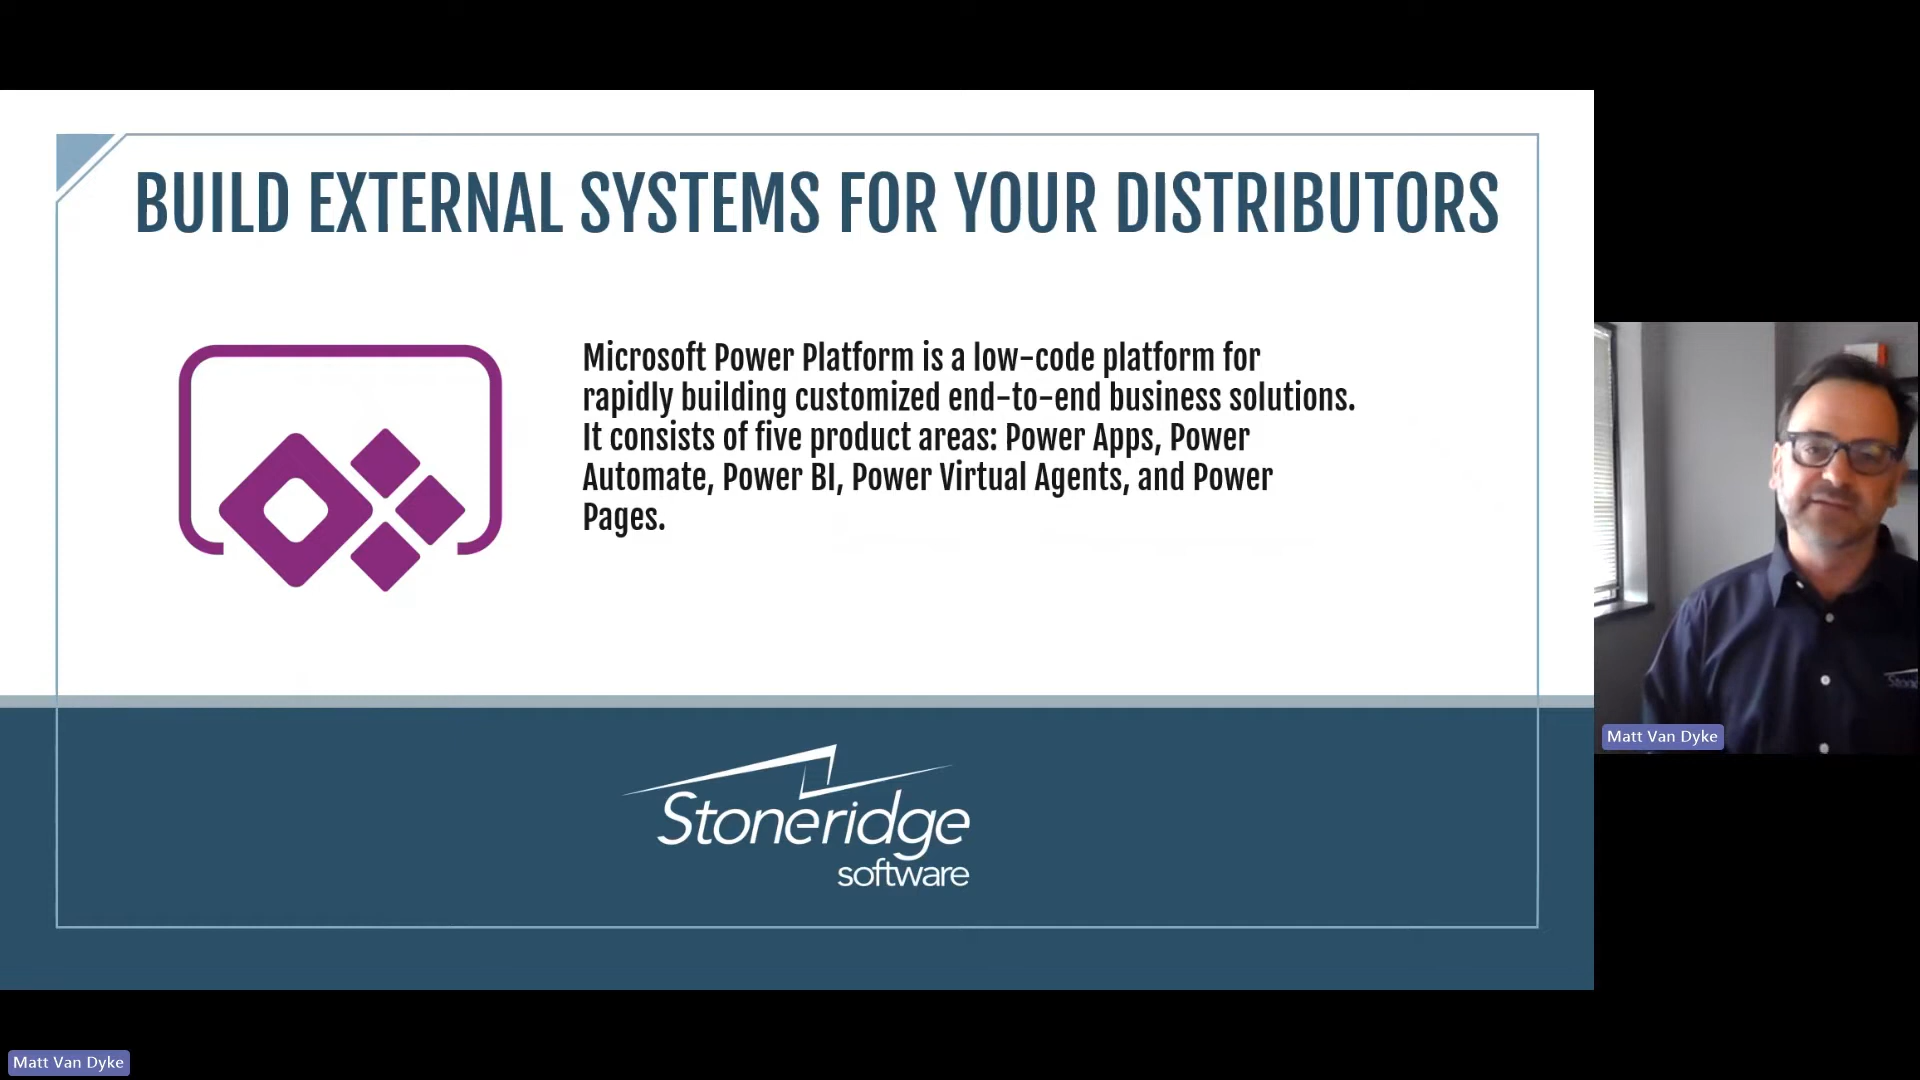 BUILD EXTERNAL SYSTEMS FOR YOUR DISTRIBUTORS
Microsoft Power Platform is a low-code platform for
rapidly building customized end-to-end business solutions.
It consists of five product areas: Power Apps, Power
Automate, Power BI, Power Virtual Agents, and Power
Pages.
Stoneridge
software
Matt Van Dyke
Matt Van Dyke